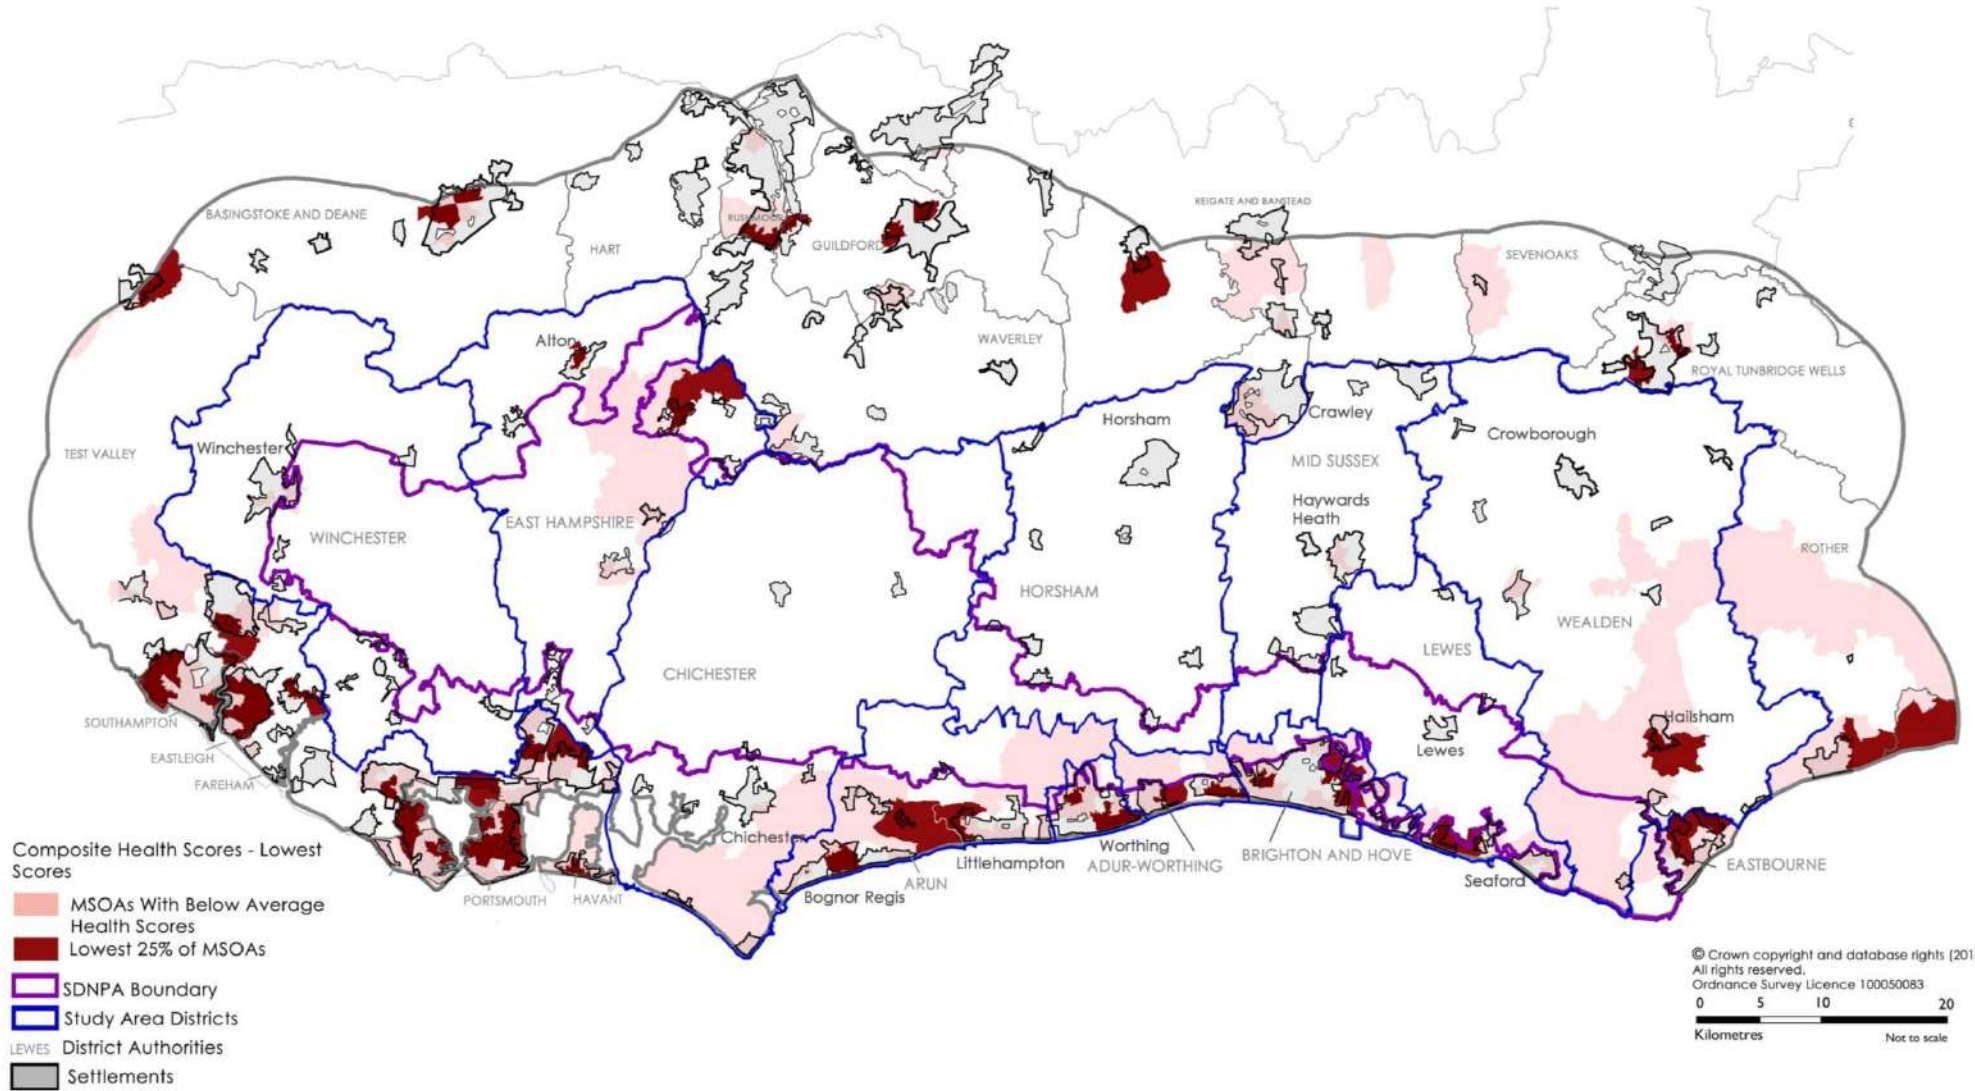 BASINGSTOKE AND DEANE
HART
RUSHMOOR
GUILDFORD
REIGATE AND BANSTEAD
SEVENOAKS
Alton
WAVERLEY
ROYAL TUNBRIDGE WELLS
TEST VALLEY
Winchester
Horsham
Crawley
Crowborough
WINCHESTER
EAST HAMPSHIRE
MID SUSSEX
Haywards
Heath
ROTHER
HORSHAM
WEALDEN
CHICHESTER
LEWES
SOUTHAMPTON
EASTLEIGH
FAREHAM
Hailsham
Lewes
Chichester
Littlehampton
Worthing
ADUR-WORTHING
BRIGHTON AND HOVE
Seaford
EASTBOURNE
PORTSMOUTH
HAVANT
Bognor Regis
ARUN
Composite Health Scores - Lowest
Scores
MSOAs With Below Average
Health Scores
Lowest 25% of MSOAs
SDNPA Boundary
Study Area Districts
LEWES District Authorities
Settlements
© Crown copyright and database rights (201
All rights reserved.
Ordnance Survey Licence 100050083
0 5 10 20
Kilometres
Not to scale